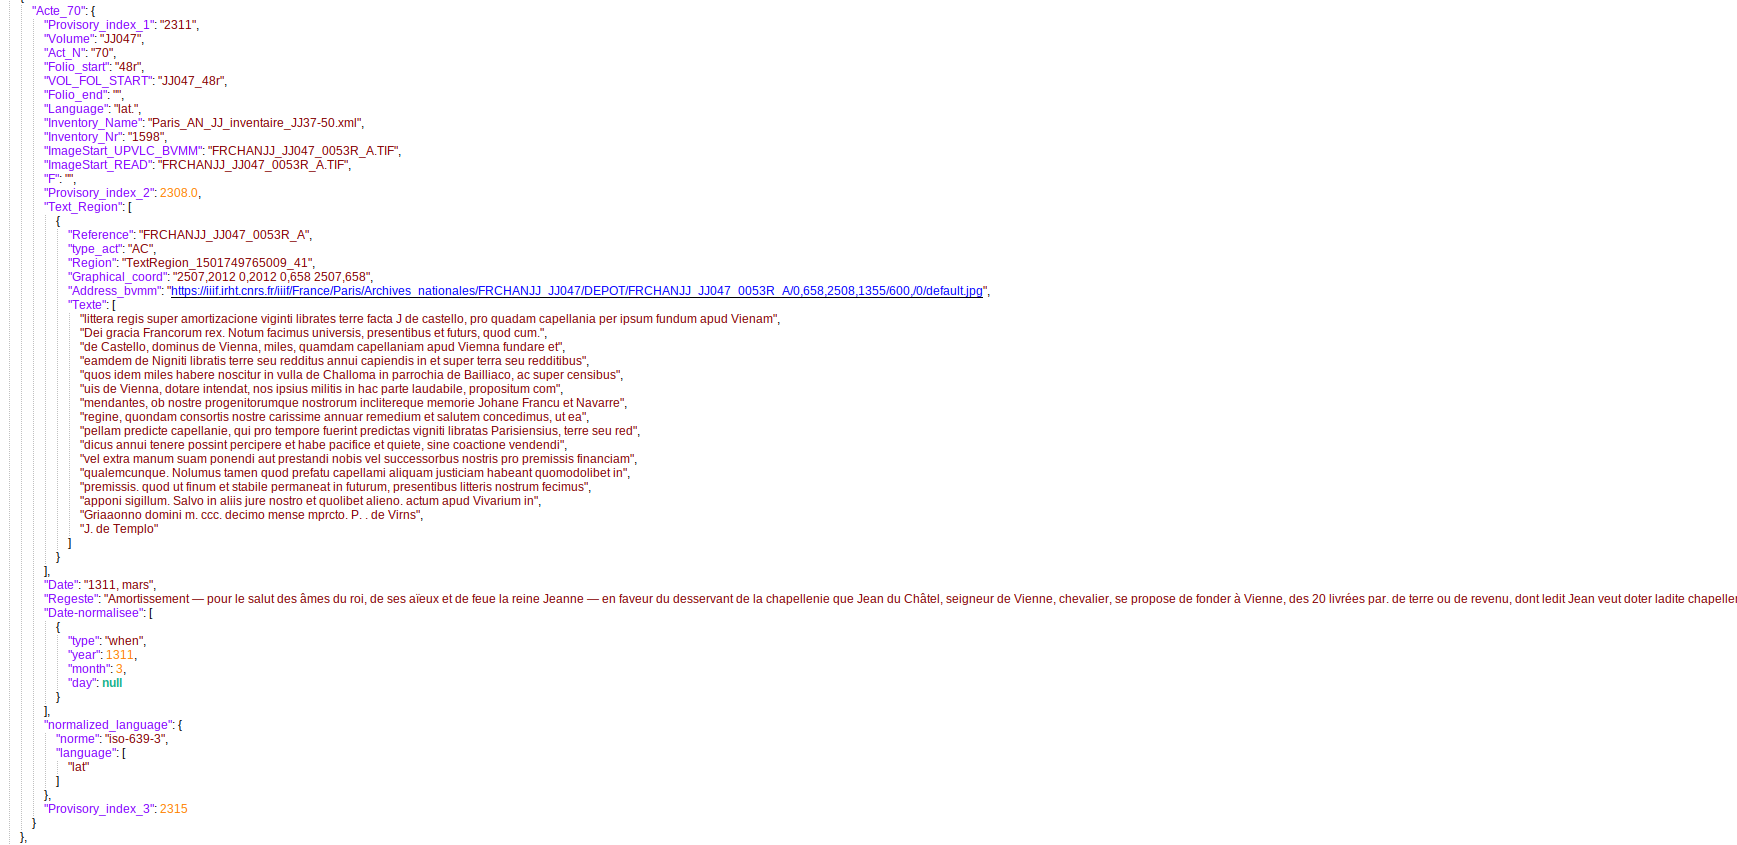 {
"Acte_70": {
"Provisory_index_1": "2311",
"Volume": "JJ047",
"Act_N": "70",
"Folio_start": "48r",
"VOL_FOL_START": "JJ047_48r",
"Folio_end": "",
"Language": "lat.",
"Inventory_Name": "Paris_AN_JJ_inventaire_JJ37-50.xml",
"Inventory_Nr": "1598",
"ImageStart_UPVLC_BVMM": "FRCHANJJ_JJ047_0053R_A.TIF",
"ImageStart_READ": "FRCHANJJ_JJ047_0053R_A.TIF",
"F": "",
"Provisory_index_2": 2308.0,
"Text_Region": [
{
"Reference": "FRCHANJJ_JJ047_0053R_A",
"type_act": "AC",
"Region": "TextRegion_1501749765009_41",
"Graphical_coord": "2507,2012 0,2012 0,658 2507,658",
"Address_bvmm": "https://iiif.irht.cnrs.fr/iiif/France/Paris/Archives_nationales/FRCHANJJ_JJ047/DEPOT/FRCHANJJ_JJ047_0053R_A/0,658,2508,1355/600,/0/default.jpg",
"Texte": [
"littera regis super amortizacione viginti librates terre facta J de castello, pro quadam capellania per ipsum fundum apud Vienam",
"Dei gracia Francorum rex. Notum facimus universis, presentibus et futurs, quod cum.",
"de Castello, dominus de Vienna, miles, quamdam capellaniam apud Viemna fundare et",
"eamdem de Nigniti libratis terre seu redditus annui capiendis in et super terra seu redditibus",
"quos idem miles habere noscitur in vulla de Challoma in parrochia de Bailliaco, ac super censibus",
"uis de Vienna, dotare intendat, nos ipsius militis in hac parte laudabile, propositum com",
"mendantes, ob nostre progenitorumque nostrorum inclitereque memorie Johane Francu et Navarre",
"regine, quondam consortis nostre carissime annuar remedium et salutem concedimus, ut ea",
"pellam predicte capellanie, qui pro tempore fuerint predictas vigniti libratas Parisiensius, terre seu red",
"dicus annui tenere possint percipere et habe pacifice et quiete, sine coactione vendendi",
"vel extra manum suam ponendi aut prestandi nobis vel successorbus nostris pro premissis financiam",
"qualemcunque. Nolumus tamen quod prefatu capellami aliquam justiciam habeant quomodolibet in",
"premissis. quod ut finum et stabile permaneat in futurum, presentibus litteris nostrum fecimus",
"apponi sigillum. Salvo in aliis jure nostro et quolibet alieno. actum apud Vivarium in",
"Griaaonno domini m. ccc. decimo mense mprcto. P. . de Virns",
"J. de Templo"
]
}
],
"Date": "1311, mars",
"Regeste": "Amortissement — pour le salut des âmes du roi, de ses aïeux et de feue la reine Jeanne — en faveur du desservant de la chapellenie que Jean du Châtel, seigneur de Vienne, chevalier, se propose de fonder à Vienne, des 20 livrées par. de terre ou de revenu, dont ledit Jean veut doter ladite
"Date-normalisee": [
{
"type": "when",
"year": 1311,
"month": 3,
"day": null
}
],
"normalized_language": {
"norme": "iso-639-3",
"language": [
"lat"
]
},
"Provisory_index_3": 2315
}
},